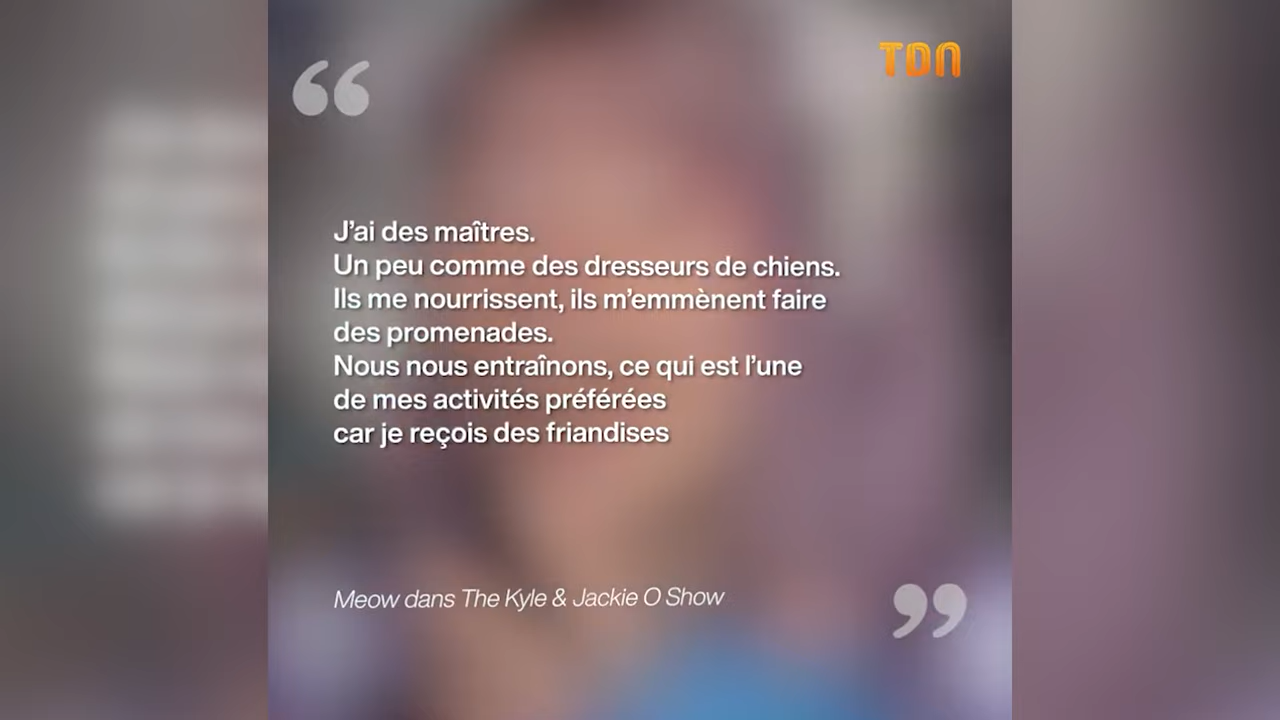 TDN
“
J’ai des maîtres.
Un peu comme des dresseurs de chiens.
Ils me nourrissent, ils m’emmènent faire
des promenades.
Nous nous entraînons, ce qui est l’une
de mes activités préférées
car je reçois des friandises
Meow dans The Kyle & Jackie O Show
”